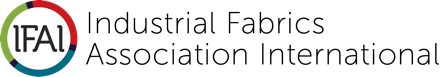 IFAI
Industrial Fabrics
Association International